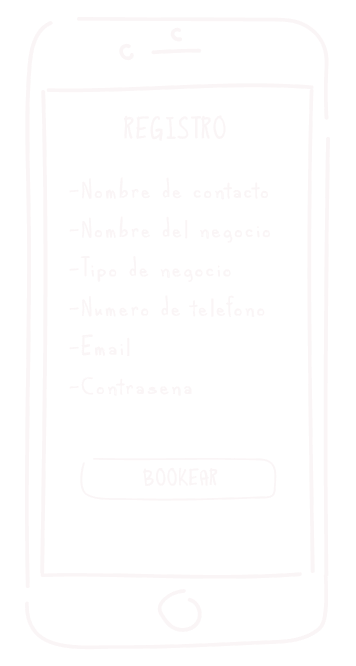 REGISTRO
-Nombre de contacto
-Nombre del negocio
-Tipo de negocio
-Numero de telefono
-Email
-Contrasena
BOOKEAR